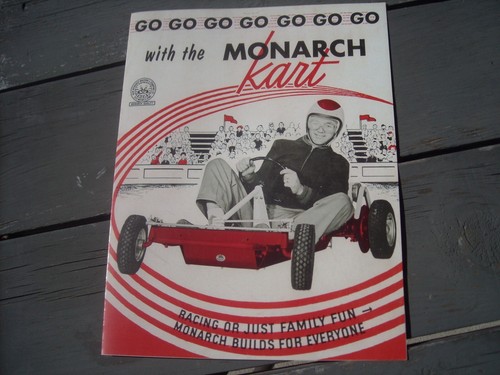 GO GO GO GO GO GO GO
with the MONARCH
Kart
RACING OR JUST FAMILY FUN —
MONARCH BUILDS FOR EVERYONE